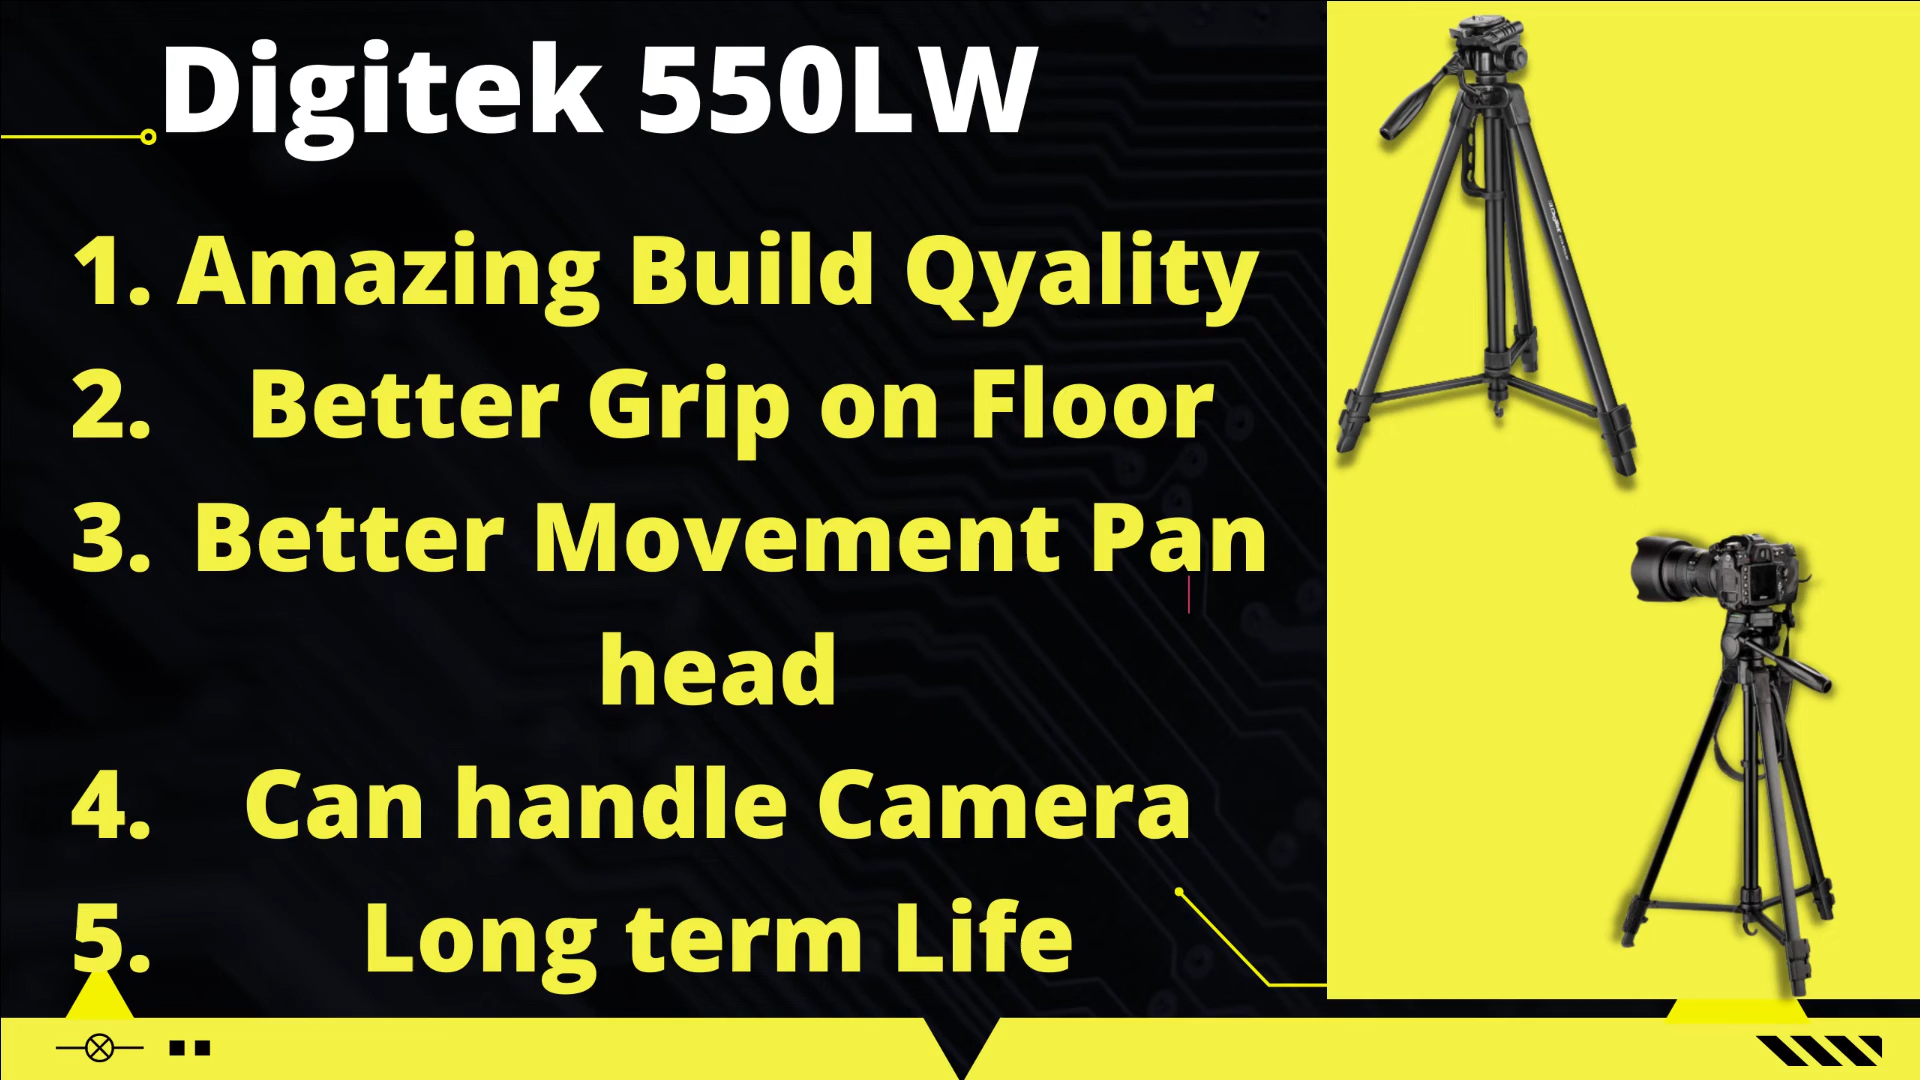 Digitek 550LW
1. Amazing Build Qyality
2. Better Grip on Floor
3. Better Movement Pan
head
4. Can handle Camera
5. Long term Life